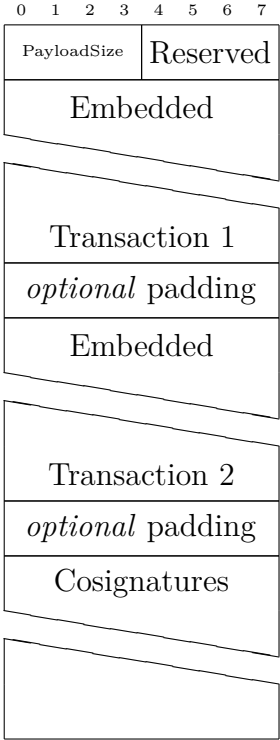 0 1 2 3 4 5 6 7
PayloadSize Reserved
Embedded
Transaction 1
optional padding
Embedded
Transaction 2
optional padding
Cosignatures